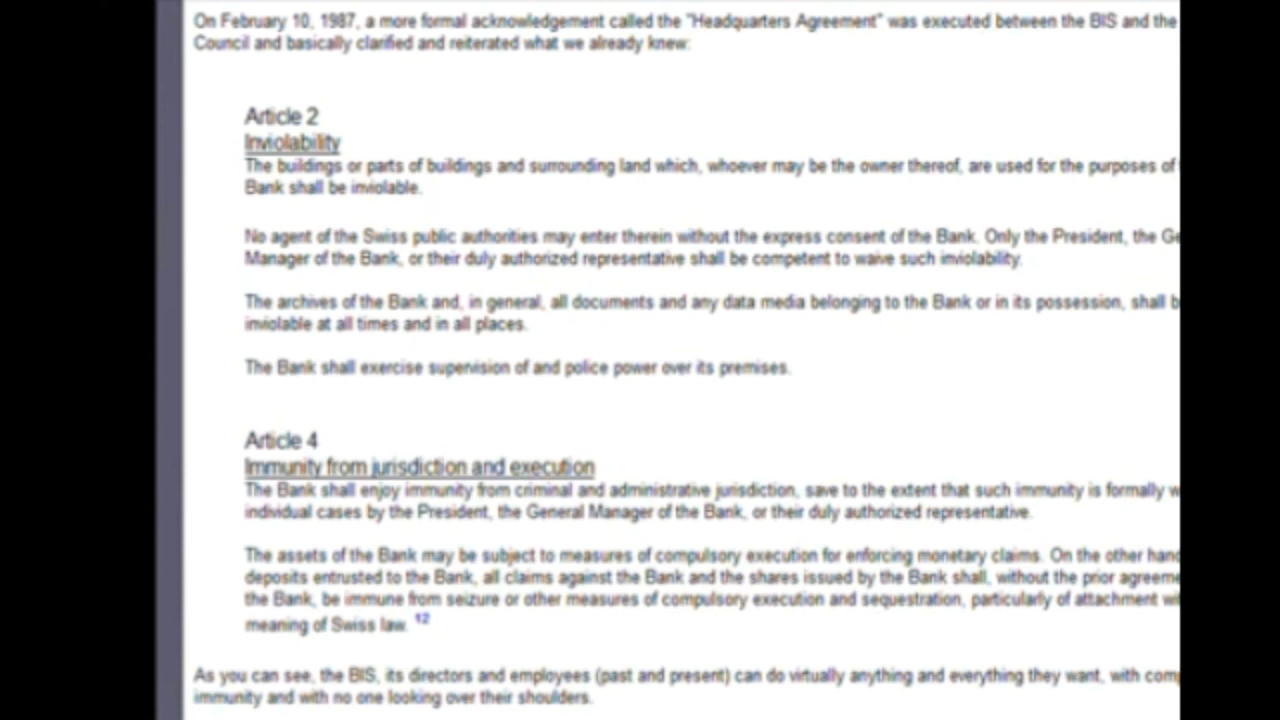 On February 10, 1987, a more formal acknowledgement called the "Headquarters Agreement" was executed between the BIS and the
Council and basically clarified and reiterated what we already knew:
Article 2
Inviolability
The buildings or parts of buildings and surrounding land which, whoever may be the owner thereof, are used for the purposes of
Bank shall be inviolable.
No agent of the Swiss public authorities may enter therein without the express consent of the Bank. Only the President, the Ge
Manager of the Bank, or their duly authorized representative shall be competent to waive such inviolability.
The archives of the Bank and, in general, all documents and any data media belonging to the Bank or in its possession, shall b
inviolable at all times and in all places.
The Bank shall exercise supervision of and police power over its premises.
Article 4
Immunity from jurisdiction and execution
The Bank shall enjoy immunity from criminal and administrative jurisdiction, save to the extent that such immunity is formally w
individual cases by the President, the General Manager of the Bank, or their duly authorized representative.
The assets of the Bank may be subject to measures of compulsory execution for enforcing monetary claims. On the other hand
deposits entrusted to the Bank, all claims against the Bank and the shares issued by the Bank shall, without the prior agreeme
the Bank, be immune from seizure or other measures of compulsory execution and sequestration, particularly of attachment wi
meaning of Swiss law. 12
As you can see, the BIS, its directors and employees (past and present) can do virtually anything and everything they want, with comp
immunity and with no one looking over their shoulders.